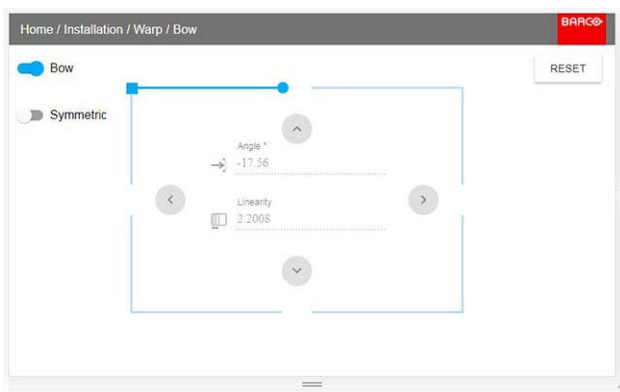 Home / Installation / Warp / Bow
BARCO
Bow
RESET
Symmetric
Angle *
-17.56
Linearity
2.2008